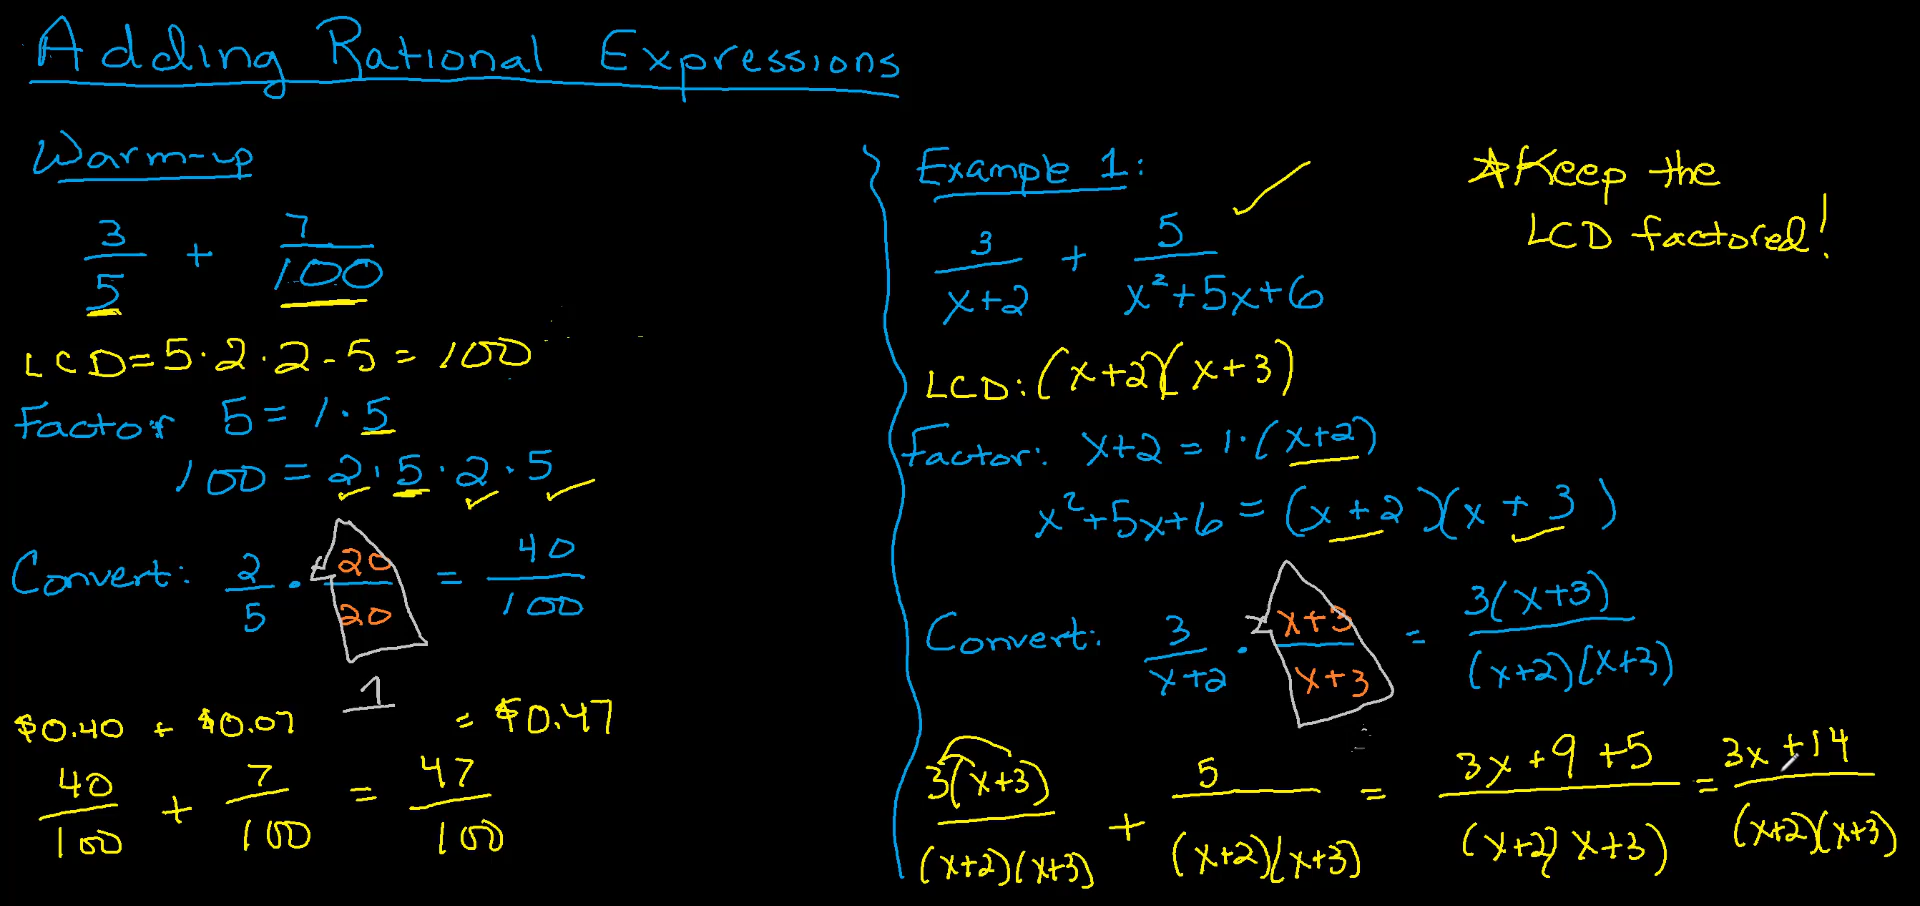 Adding Rational Expressions
Warm-up
3/5 + 7/100
LCD=5·2·2-5=100
Factor 5=1·5
100=2·5·2·5
Convert: 2/5 · 20/20 = 40/100
1
$0.40 + $0.07 = $0.47
40/100 + 7/100 = 47/100
Example 1:
3/(x+2) + 5/(x²+5x+6)
LCD: (x+2)(x+3)
Factor: x+2 = 1·(x+2)
x²+5x+6 = (x+2)(x+3)
Convert: 3/(x+2) · (x+3)/(x+3) = 3(x+3)/((x+2)(x+3))
3(x+3)/((x+2)(x+3)) + 5/((x+2)(x+3)) = (3x+9+5)/((x+2)(x+3)) = (3x+14)/((x+2)(x+3))
☆Keep the
LCD factored!